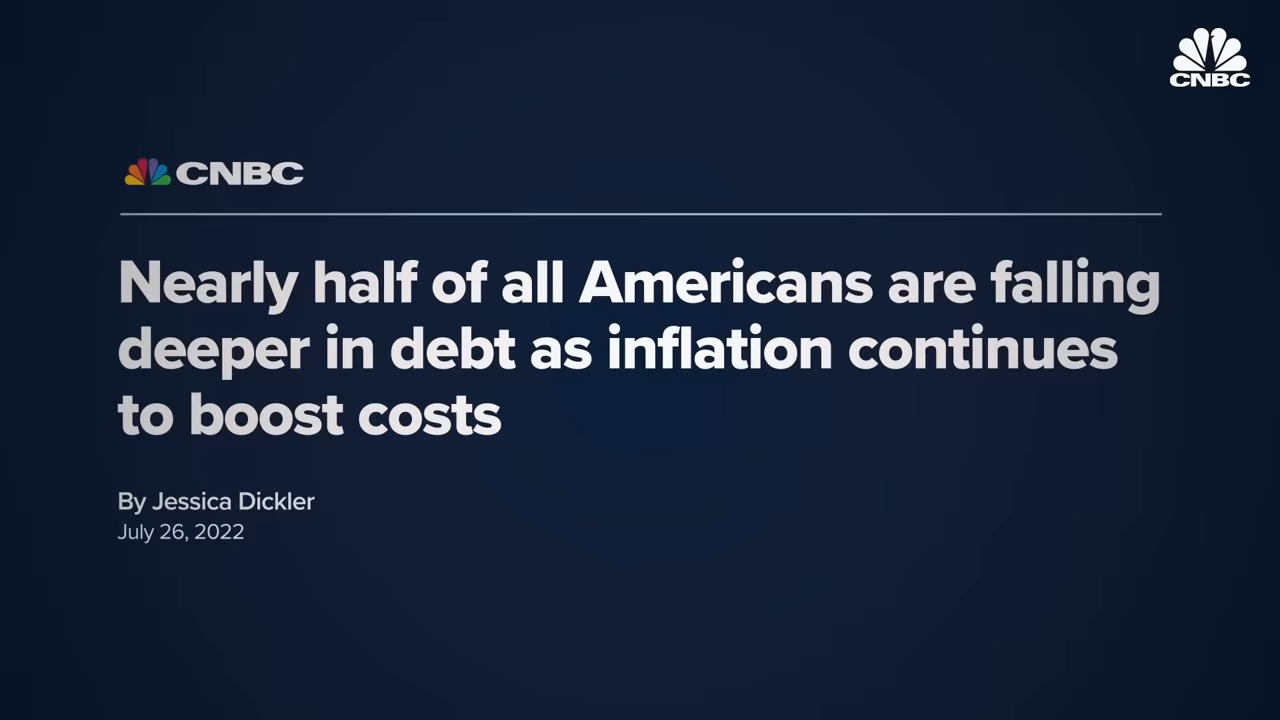 CNBC
CNBC
Nearly half of all Americans are falling
deeper in debt as inflation continues
to boost costs
By Jessica Dickler
July 26, 2022